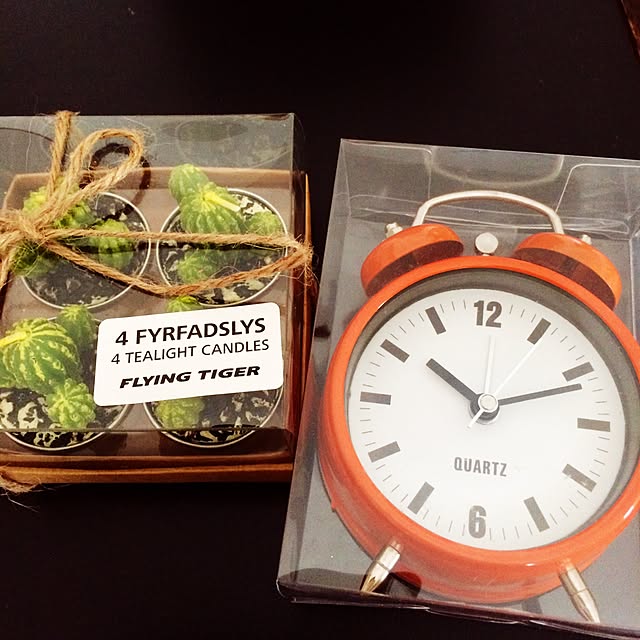 4 FYRFADSLYS
4 TEALIGHT CANDLES
FLYING TIGER
12
QUARTZ
6